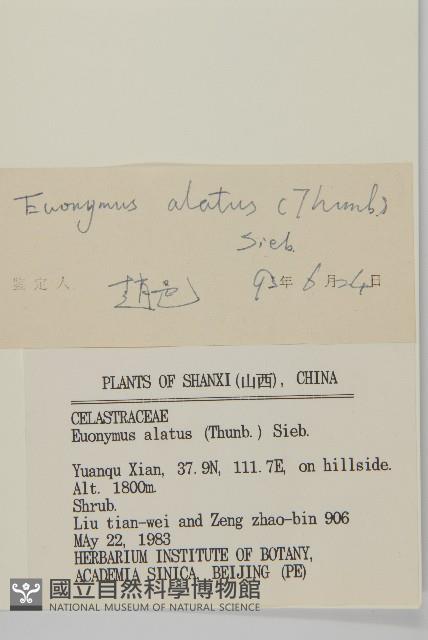 Euonymus alatus (Thunb.)
Sieb.
鉴定人 93年6月24日
PLANTS OF SHANXI(山西), CHINA
CELASTRACEAE
Euonymus alatus (Thunb.) Sieb.
Yuanqu Xian, 37.9N, 111.7E, on hillside.
Alt. 1800m.
Shrub.
Liu tian-wei and Zeng zhao-bin 906
MAy 22, 1983
HERBARIUM INSTITUTE OF BOTANY,
ACADEMIA SINICA, BEIJING (PE)
國立自然科學博物館
NATIONAL MUSEUM OF NATURAL SCIENCE